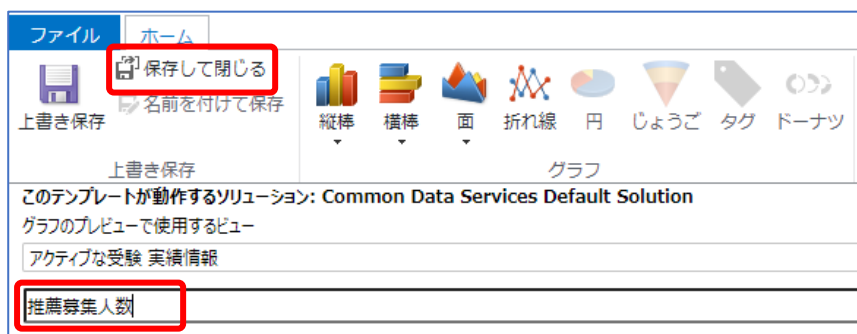 ファイル ホーム
保存して閉じる
上書き保存 名前を付けて保存
縦棒 横棒 面 折れ線 円 じょうご タグ ドーナツ
上書き保存 グラフ
このテンプレートが動作するソリューション: Common Data Services Default Solution
グラフのプレビューで使用するビュー
アクティブな受験 実績情報
推薦募集人数